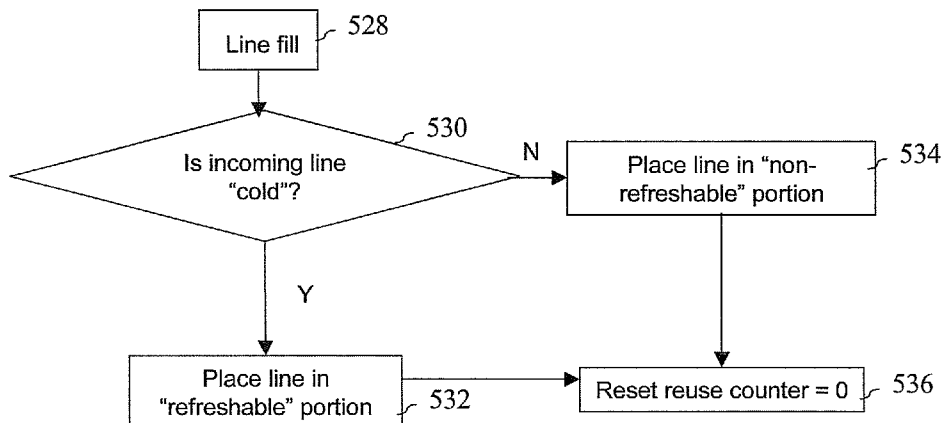 Line fill
528
530
Is incoming line
“cold”?
N
Place line in “non-
refreshable” portion
534
Y
Place line in
“refreshable” portion
532
Reset reuse counter = 0
536